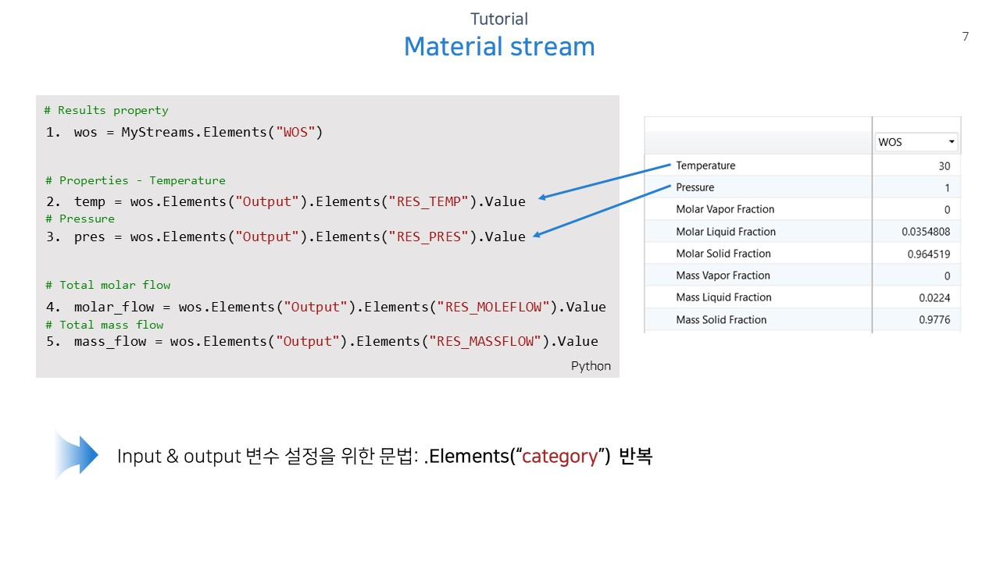 Tutorial
Material stream
7
# Results property
1. wos = MyStreams.Elements("WOS")
# Properties - Temperature
2. temp = wos.Elements("Output").Elements("RES_TEMP").Value
# Pressure
3. pres = wos.Elements("Output").Elements("RES_PRES").Value
# Total molar flow
4. molar_flow = wos.Elements("Output").Elements("RES_MOLEFLOW").Value
# Total mass flow
5. mass_flow = wos.Elements("Output").Elements("RES_MASSFLOW").Value
Python
WOS
Temperature 30
Pressure 1
Molar Vapor Fraction 0
Molar Liquid Fraction 0.0354808
Molar Solid Fraction 0.964519
Mass Vapor Fraction 0
Mass Liquid Fraction 0.0224
Mass Solid Fraction 0.9776
Input & output 변수 설정을 위한 문법: .Elements(“category”) 반복